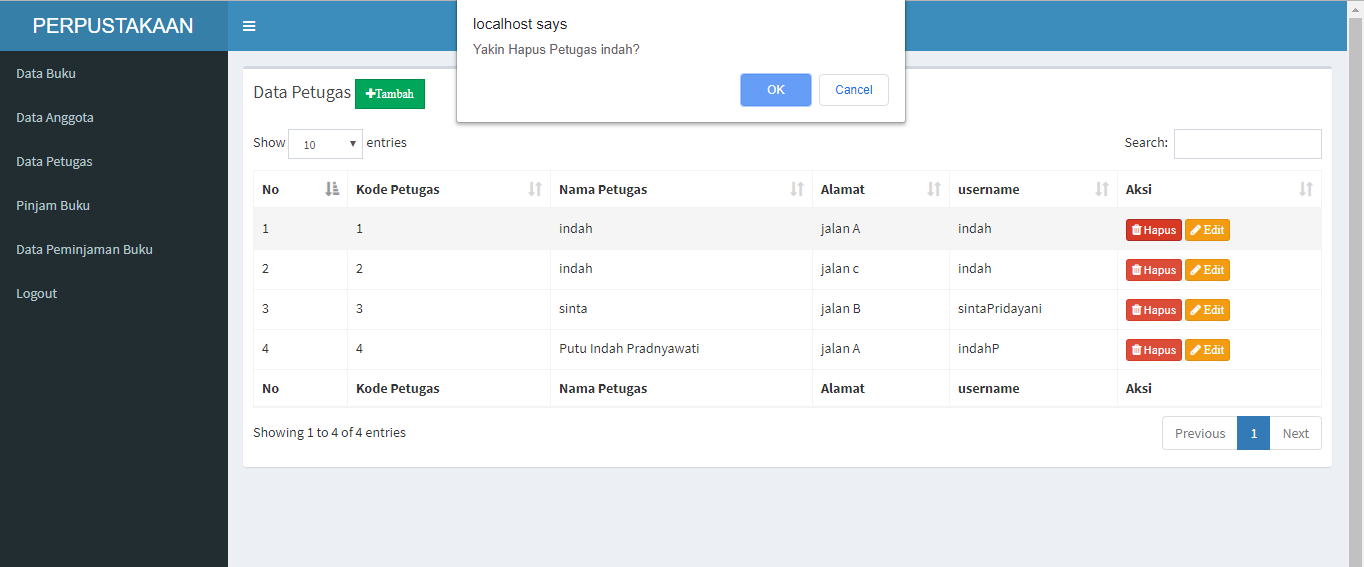 PERPUSTAKAAN
localhost says
Yakin Hapus Petugas indah?
OK Cancel
Data Buku
Data Anggota
Data Petugas
Pinjam Buku
Data Peminjaman Buku
Logout
Data Petugas Tambah
Show 10 entries Search:
No Kode Petugas Nama Petugas Alamat username Aksi
1 1 indah jalan A indah Hapus Edit
2 2 indah jalan c indah Hapus Edit
3 3 sinta jalan B sintaPridayani Hapus Edit
4 4 Putu Indah Pradnyawati jalan A indahP Hapus Edit
No Kode Petugas Nama Petugas Alamat username Aksi
Showing 1 to 4 of 4 entries Previous 1 Next